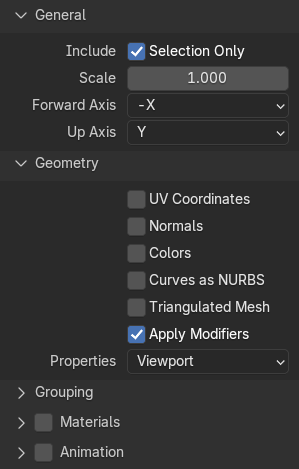 General
Include Selection Only
Scale 1.000
Forward Axis -X
Up Axis Y
Geometry
UV Coordinates
Normals
Colors
Curves as NURBS
Triangulated Mesh
Apply Modifiers
Properties Viewport
Grouping
Materials
Animation